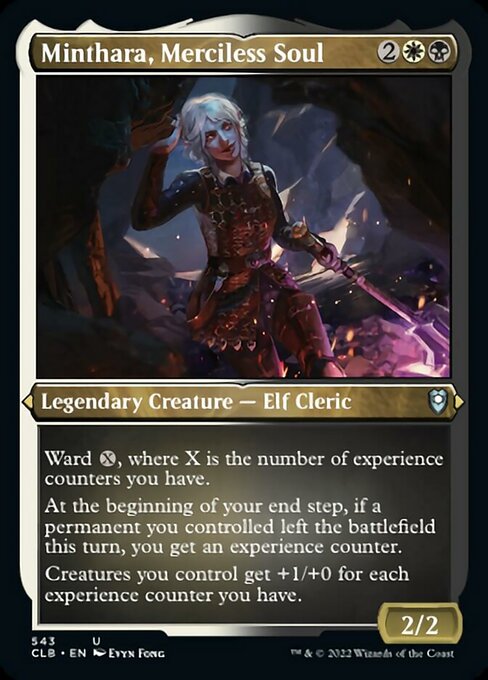 Minthara, Merciless Soul 2
Legendary Creature — Elf Cleric
Ward X, where X is the number of experience
counters you have.
At the beginning of your end step, if a
permanent you controlled left the battlefield
this turn, you get an experience counter.
Creatures you control get +1/+0 for each
experience counter you have.
2/2
543 U
CLB • EN Evyn Fong ™ & © 2022 Wizards of the Coast